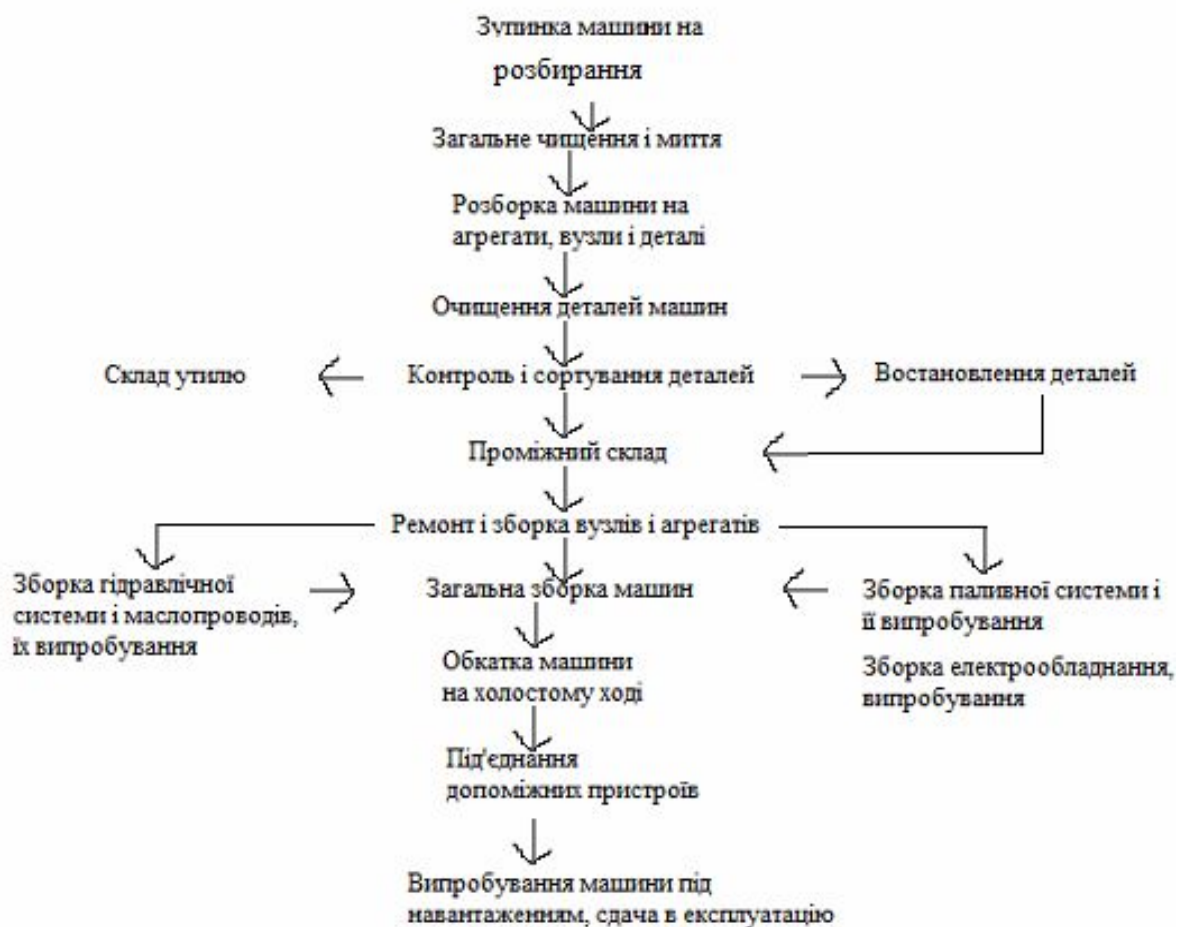 Зупинка машини на
розбирання
Загальне чищення і миття
Розборка машини на
агрегати, вузли і деталі
Очищення деталей машин
Склад утилю
Контроль і сортування деталей
Востановлення деталей
Проміжний склад
Ремонт і зборка вузлів і агрегатів
Зборка гідравлічної
системи і маслопроводів,
їх випробування
Загальна зборка машин
Зборка паливної системи і
її випробування
Зборка електрообладнання,
випробування
Обкатка машини
на холостому ході
Під'єднання
допоміжних пристроїв
Випробування машини під
навантаженням, сдача в експлуатацію